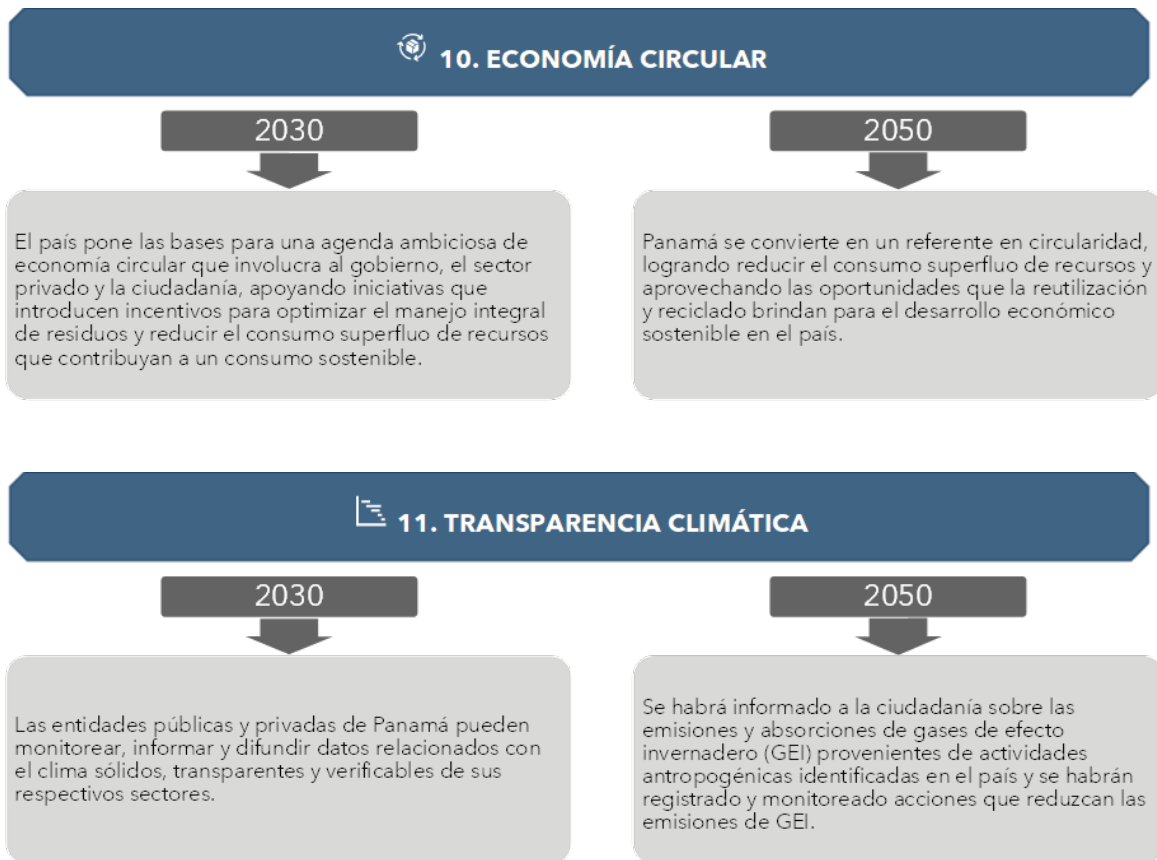 10. ECONOMÍA CIRCULAR
2030
El país pone las bases para una agenda ambiciosa de
economía circular que involucra al gobierno, el sector
privado y la ciudadanía, apoyando iniciativas que
introducen incentivos para optimizar el manejo integral
de residuos y reducir el consumo superfluo de recursos
que contribuyan a un consumo sostenible.
2050
Panamá se convierte en un referente en circularidad,
logrando reducir el consumo superfluo de recursos y
aprovechando las oportunidades que la reutilización
y reciclado brindan para el desarrollo económico
sostenible en el país.
11. TRANSPARENCIA CLIMÁTICA
2030
Las entidades públicas y privadas de Panamá pueden
monitorear, informar y difundir datos relacionados con
el clima sólidos, transparentes y verificables de sus
respectivos sectores.
2050
Se habrá informado a la ciudadanía sobre las
emisiones y absorciones de gases de efecto
invernadero (GEI) provenientes de actividades
antropogénicas identificadas en el país y se habrán
registrado y monitoreado acciones que reduzcan las
emisiones de GEI.